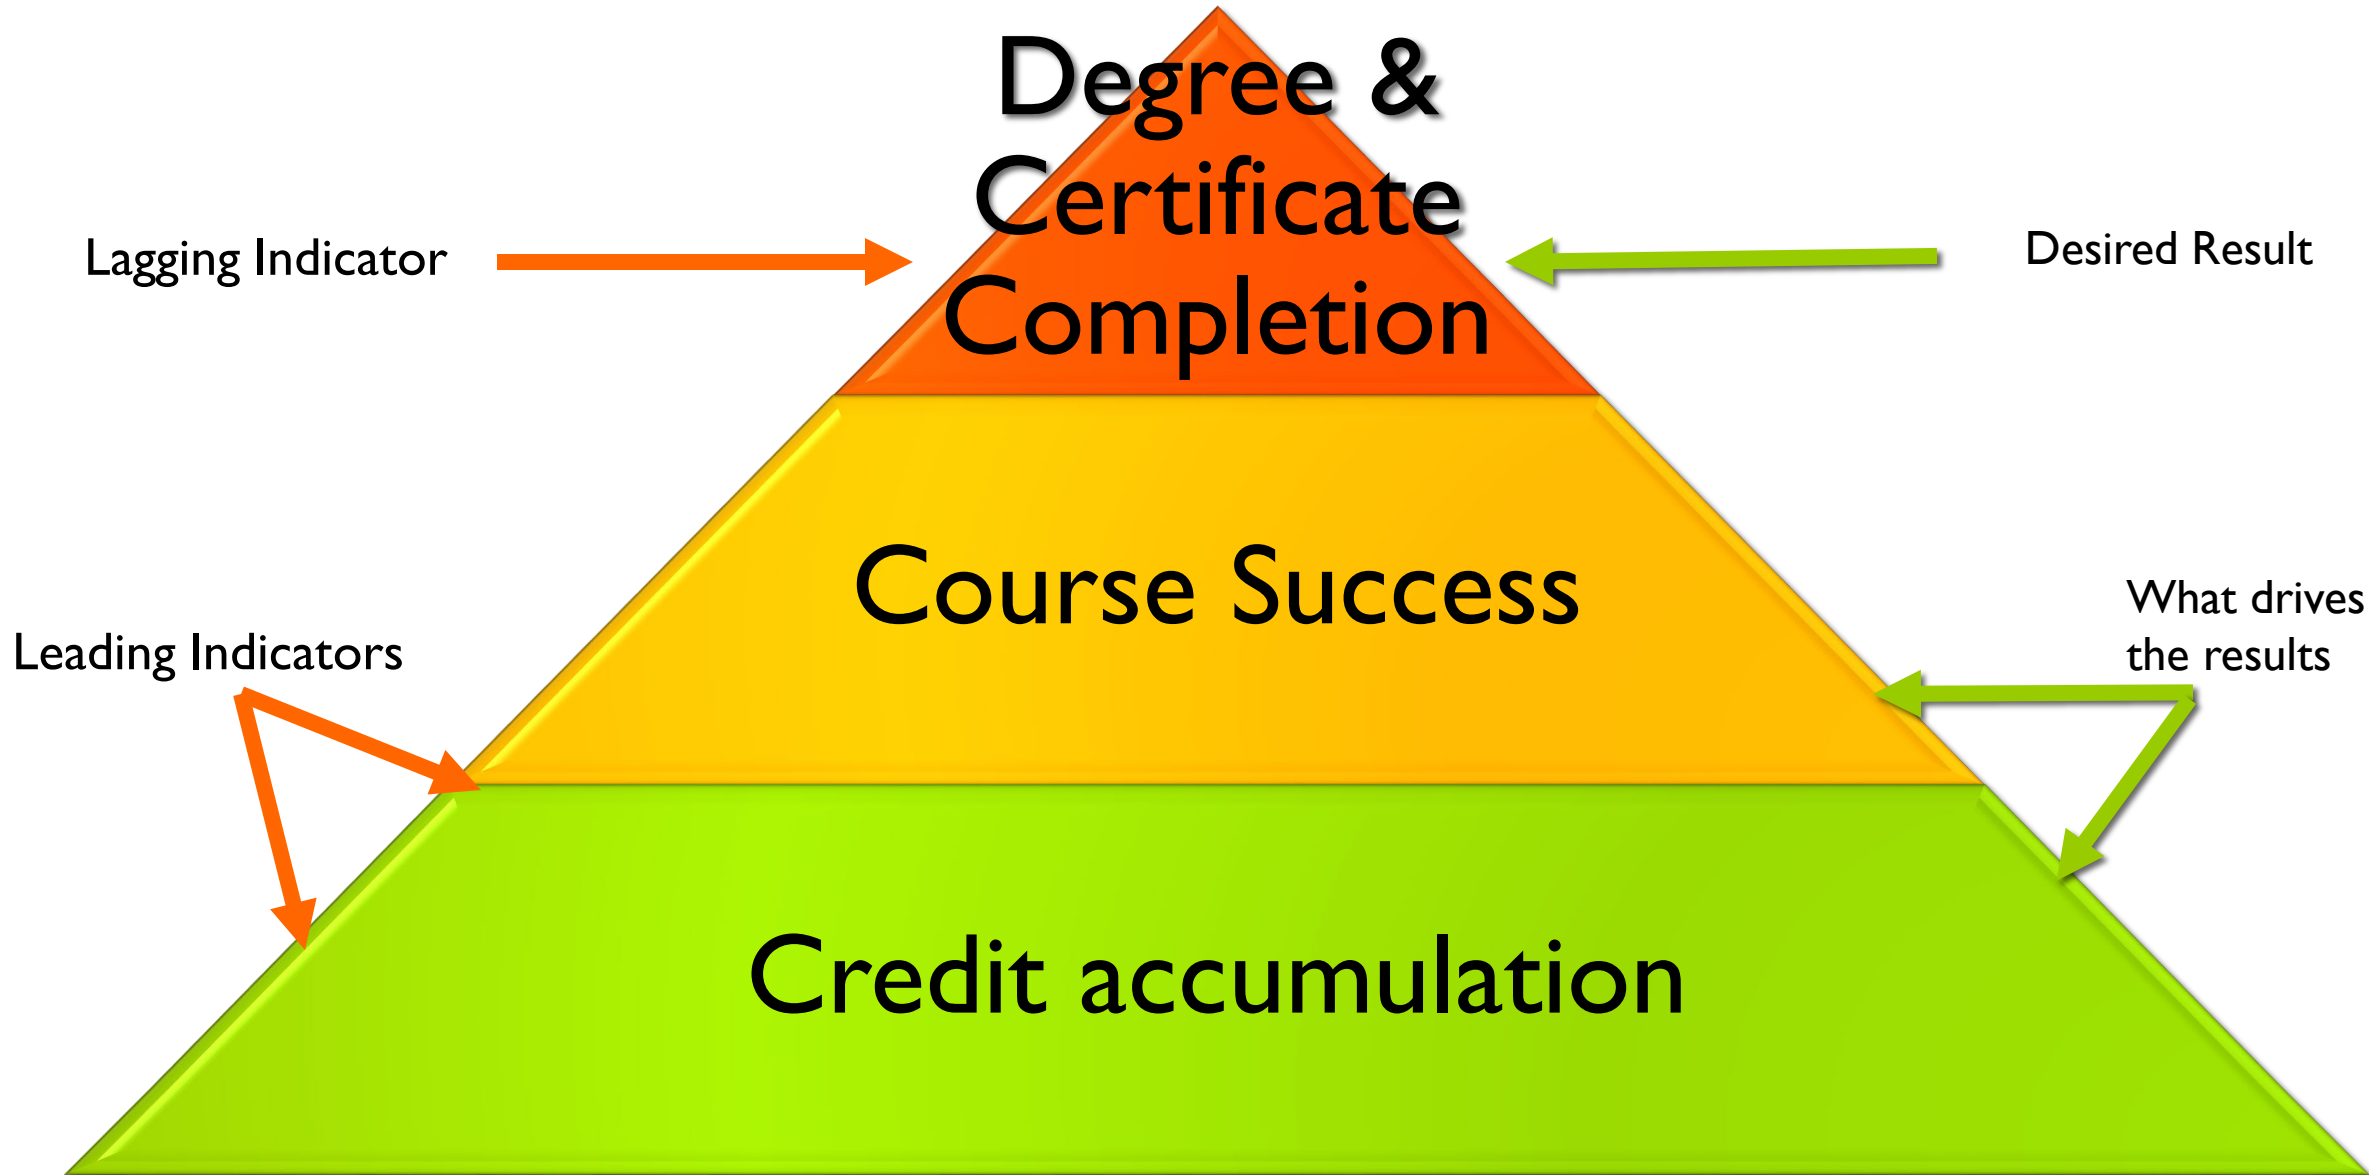 Degree &
Certificate
Completion
Lagging Indicator
Desired Result
Course Success
What drives
the results
Leading Indicators
Credit accumulation